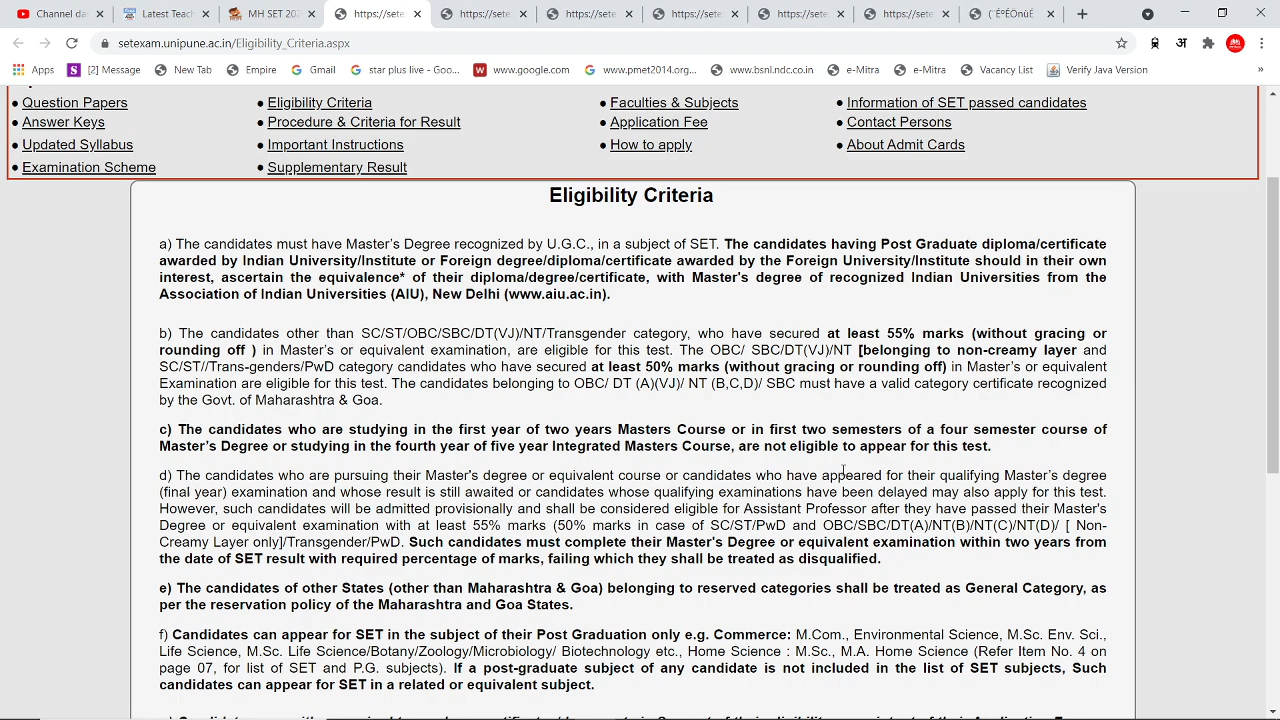 Channel da
Latest Teach
MH SET 202
https://sete
https://sete
https://sete
https://sete
https://sete
https://sete
(¨ÉºÉÉOnùÉ
setexam.unipune.ac.in/Eligibility_Criteria.aspx
अ
Apps
[2] Message
New Tab
Empire
Gmail
star plus live - Goo...
www.google.com
www.pmet2014.org...
www.bsnl.ndc.co.in
e-Mitra
e-Mitra
Vacancy List
Verify Java Version
»
● Question Papers ● Eligibility Criteria ● Faculties & Subjects ● Information of SET passed candidates
● Answer Keys ● Procedure & Criteria for Result ● Application Fee ● Contact Persons
● Updated Syllabus ● Important Instructions ● How to apply ● About Admit Cards
● Examination Scheme ● Supplementary Result
Eligibility Criteria
a) The candidates must have Master's Degree recognized by U.G.C., in a subject of SET. The candidates having Post Graduate diploma/certificate
awarded by Indian University/Institute or Foreign degree/diploma/certificate awarded by the Foreign University/Institute should in their own
interest, ascertain the equivalence* of their diploma/degree/certificate, with Master's degree of recognized Indian Universities from the
Association of Indian Universities (AIU), New Delhi (www.aiu.ac.in).
b) The candidates other than SC/ST/OBC/SBC/DT(VJ)/NT/Transgender category, who have secured at least 55% marks (without gracing or
rounding off ) in Master's or equivalent examination, are eligible for this test. The OBC/ SBC/DT(VJ)/NT [belonging to non-creamy layer and
SC/ST//Trans-genders/PwD category candidates who have secured at least 50% marks (without gracing or rounding off) in Master's or equivalent
Examination are eligible for this test. The candidates belonging to OBC/ DT (A)(VJ)/ NT (B,C,D)/ SBC must have a valid category certificate recognized
by the Govt. of Maharashtra & Goa.
c) The candidates who are studying in the first year of two years Masters Course or in first two semesters of a four semester course of
Master's Degree or studying in the fourth year of five year Integrated Masters Course, are not eligible to appear for this test.
d) The candidates who are pursuing their Master's degree or equivalent course or candidates who have appeared for their qualifying Master's degree
(final year) examination and whose result is still awaited or candidates whose qualifying examinations have been delayed may also apply for this test.
However, such candidates will be admitted provisionally and shall be considered eligible for Assistant Professor after they have passed their Master's
Degree or equivalent examination with at least 55% marks (50% marks in case of SC/ST/PwD and OBC/SBC/DT(A)/NT(B)/NT(C)/NT(D)/ [ Non-
Creamy Layer only]/Transgender/PwD. Such candidates must complete their Master's Degree or equivalent examination within two years from
the date of SET result with required percentage of marks, failing which they shall be treated as disqualified.
e) The candidates of other States (other than Maharashtra & Goa) belonging to reserved categories shall be treated as General Category, as
per the reservation policy of the Maharashtra and Goa States.
f) Candidates can appear for SET in the subject of their Post Graduation only e.g. Commerce: M.Com., Environmental Science, M.Sc. Env. Sci.,
Life Science, M.Sc. Life Science/Botany/Zoology/Microbiology/ Biotechnology etc., Home Science : M.Sc., M.A. Home Science (Refer Item No. 4 on
page 07, for list of SET and P.G. subjects). If a post-graduate subject of any candidate is not included in the list of SET subjects, Such
candidates can appear for SET in a related or equivalent subject.